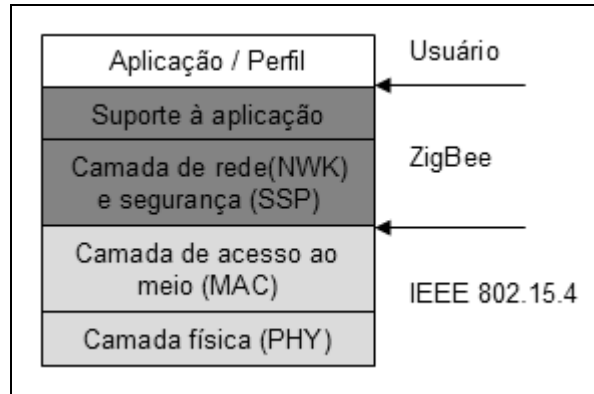 Aplicação / Perfil
Usuário
Suporte à aplicação
Camada de rede(NWK)
e segurança (SSP)
ZigBee
Camada de acesso ao
meio (MAC)
IEEE 802.15.4
Camada física (PHY)